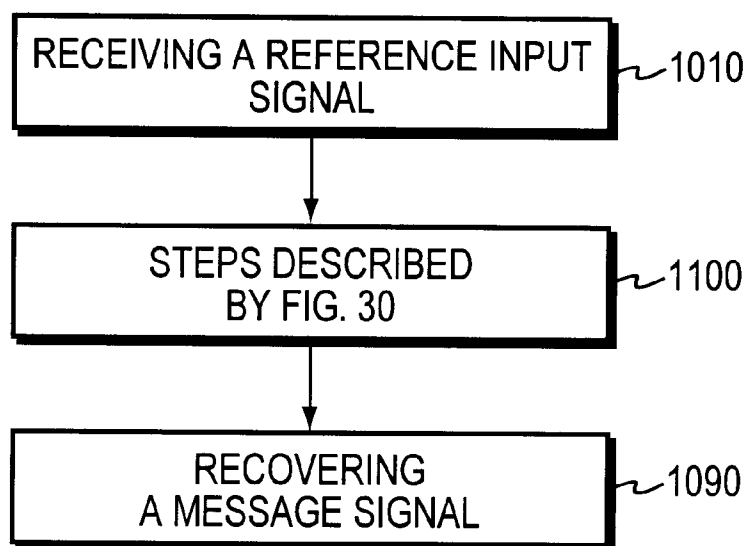 RECEIVING A REFERENCE INPUT
SIGNAL
1010
STEPS DESCRIBED
BY FIG. 30
1100
RECOVERING
A MESSAGE SIGNAL
1090